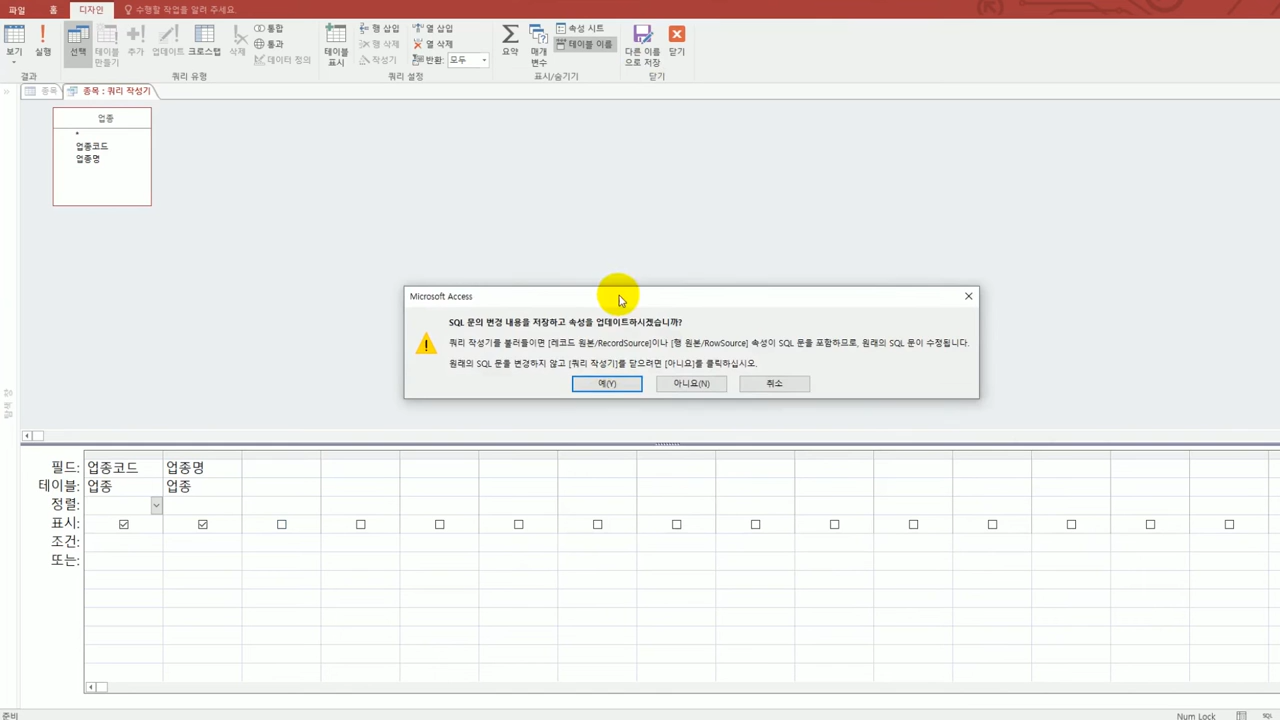 파일 홈 디자인 수행할 작업을 알려 주세요.
보기 실행 선택 테이블 만들기 추가 업데이트 크로스탭 삭제
통합
통과
데이터 정의
테이블 표시
행 삽입
행 삭제
작성기
열 삽입
열 삭제
반환: 모두
요약 매개 변수
속성 시트
테이블 이름
다른 이름으로 저장 닫기
결과 쿼리 유형 쿼리 설정 표시/숨기기 닫기
종목 종목 : 쿼리 작성기
업종
*
업종코드
업종명
Microsoft Access
SQL 문의 변경 내용을 저장하고 속성을 업데이트하시겠습니까?
쿼리 작성기를 불러들이면 [레코드 원본/RecordSource]이나 [행 원본/RowSource] 속성이 SQL 문을 포함하므로, 원래의 SQL 문이 수정됩니다.
원래의 SQL 문을 변경하지 않고 [쿼리 작성기]를 닫으려면 [아니요]를 클릭하십시오.
예(Y) 아니요(N) 취소
필드: 업종코드 업종명
테이블: 업종 업종
정렬:
표시:
조건:
또는:
준비 Num Lock SQL